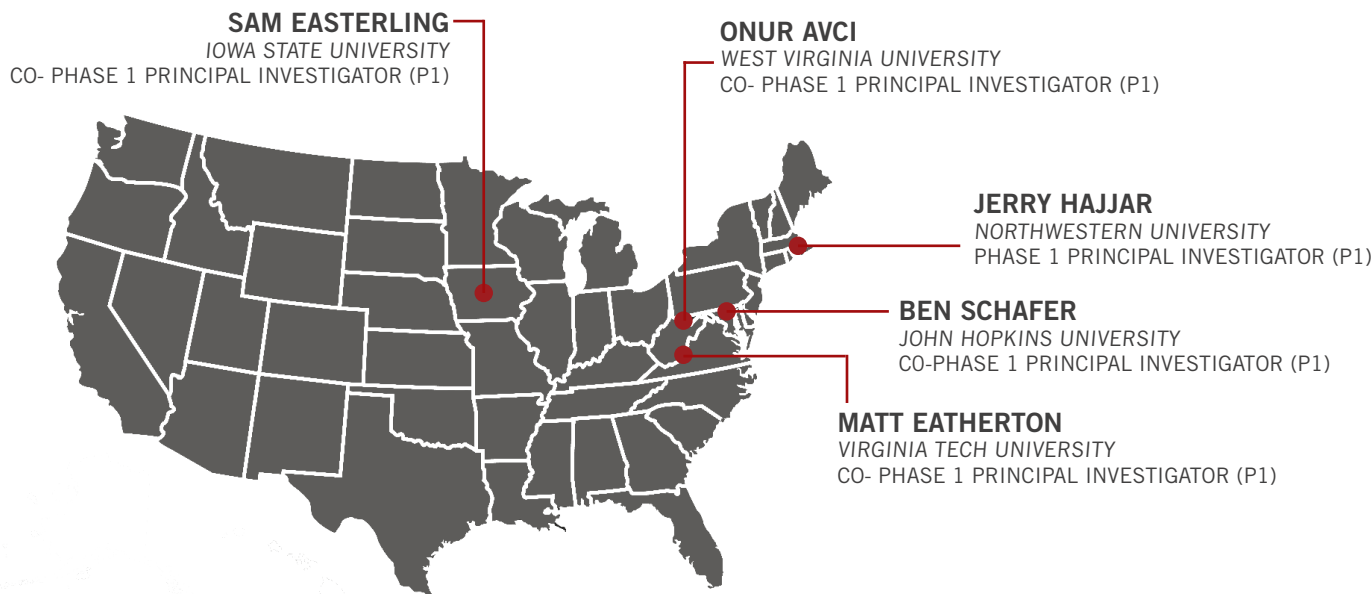 SAM EASTERLING
IOWA STATE UNIVERSITY
CO- PHASE 1 PRINCIPAL INVESTIGATOR (P1)
ONUR AVCI
WEST VIRGINIA UNIVERSITY
CO- PHASE 1 PRINCIPAL INVESTIGATOR (P1)
JERRY HAJJAR
NORTHWESTERN UNIVERSITY
PHASE 1 PRINCIPAL INVESTIGATOR (P1)
BEN SCHAFER
JOHN HOPKINS UNIVERSITY
CO-PHASE 1 PRINCIPAL INVESTIGATOR (P1)
MATT EATHERTON
VIRGINIA TECH UNIVERSITY
CO- PHASE 1 PRINCIPAL INVESTIGATOR (P1)